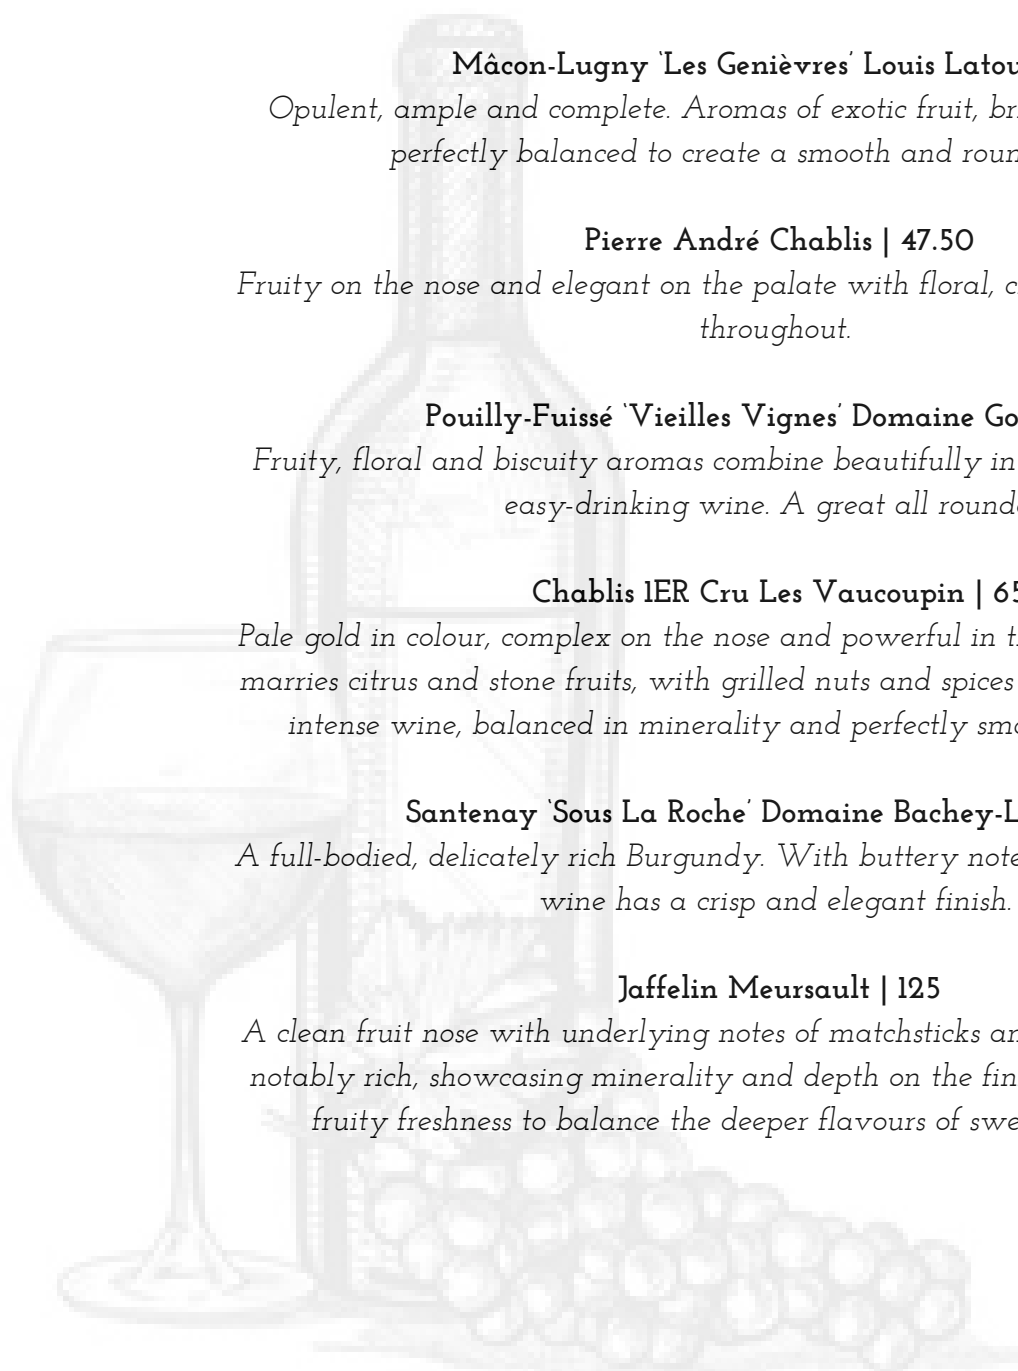 Mâcon-Lugny ‘Les Genièvres’ Louis Latou
Opulent, ample and complete. Aromas of exotic fruit, br
perfectly balanced to create a smooth and roun
Pierre André Chablis | 47.50
Fruity on the nose and elegant on the palate with floral, c
throughout.
Pouilly-Fuissé ‘Vieilles Vignes’ Domaine Go
Fruity, floral and biscuity aromas combine beautifully in
easy-drinking wine. A great all round
Chablis 1ER Cru Les Vaucoupin | 65
Pale gold in colour, complex on the nose and powerful in t
marries citrus and stone fruits, with grilled nuts and spices
intense wine, balanced in minerality and perfectly smo
Santenay ‘Sous La Roche’ Domaine Bachey-L
A full-bodied, delicately rich Burgundy. With buttery note
wine has a crisp and elegant finish.
Jaffelin Meursault | 125
A clean fruit nose with underlying notes of matchsticks an
notably rich, showcasing minerality and depth on the fin
fruity freshness to balance the deeper flavours of swe